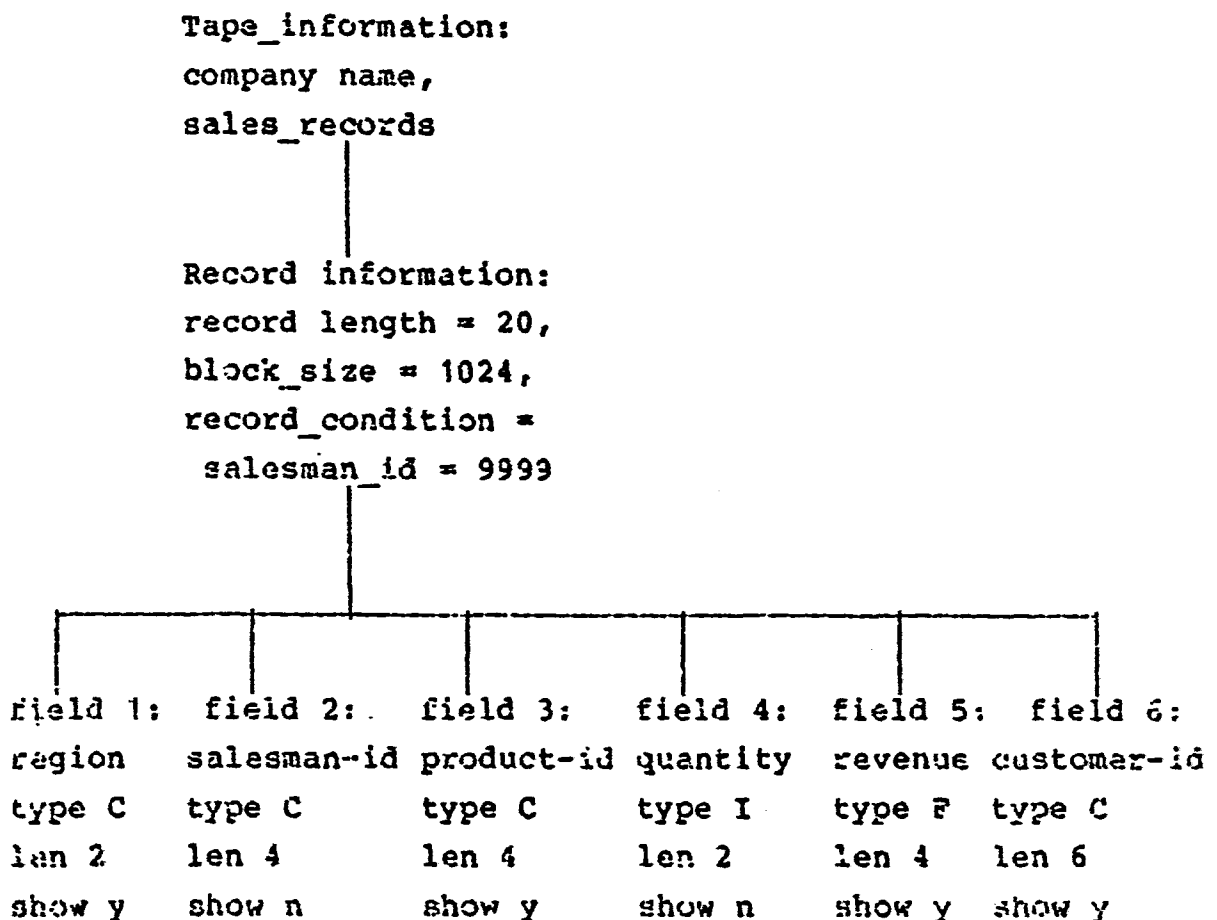 Tape_information:
company name,
sales_records
Record information:
record length = 20,
block_size = 1024,
record_condition =
salesman_id = 9999
field 1: field 2: field 3: field 4: field 5: field 6:
region salesman-id product-id quantity revenue customer-id
type C type C type C type I type F type C
len 2 len 4 len 4 len 2 len 4 len 6
show y show n show y show n show y show y